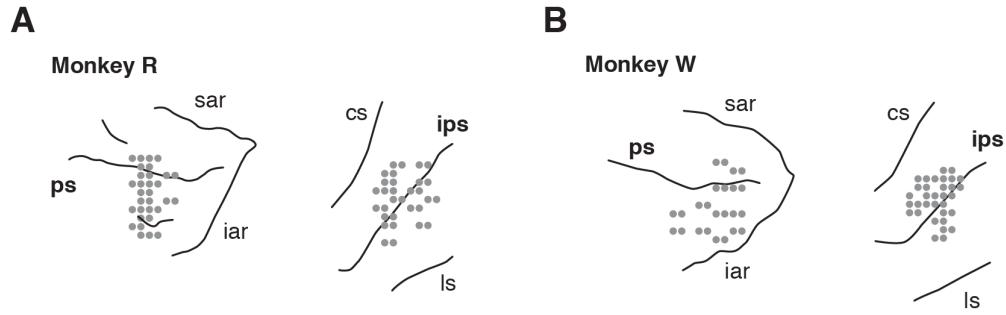 A
Monkey R
sar
ps
iar
cs
ips
ls
B
Monkey W
sar
ps
iar
cs
ips
ls